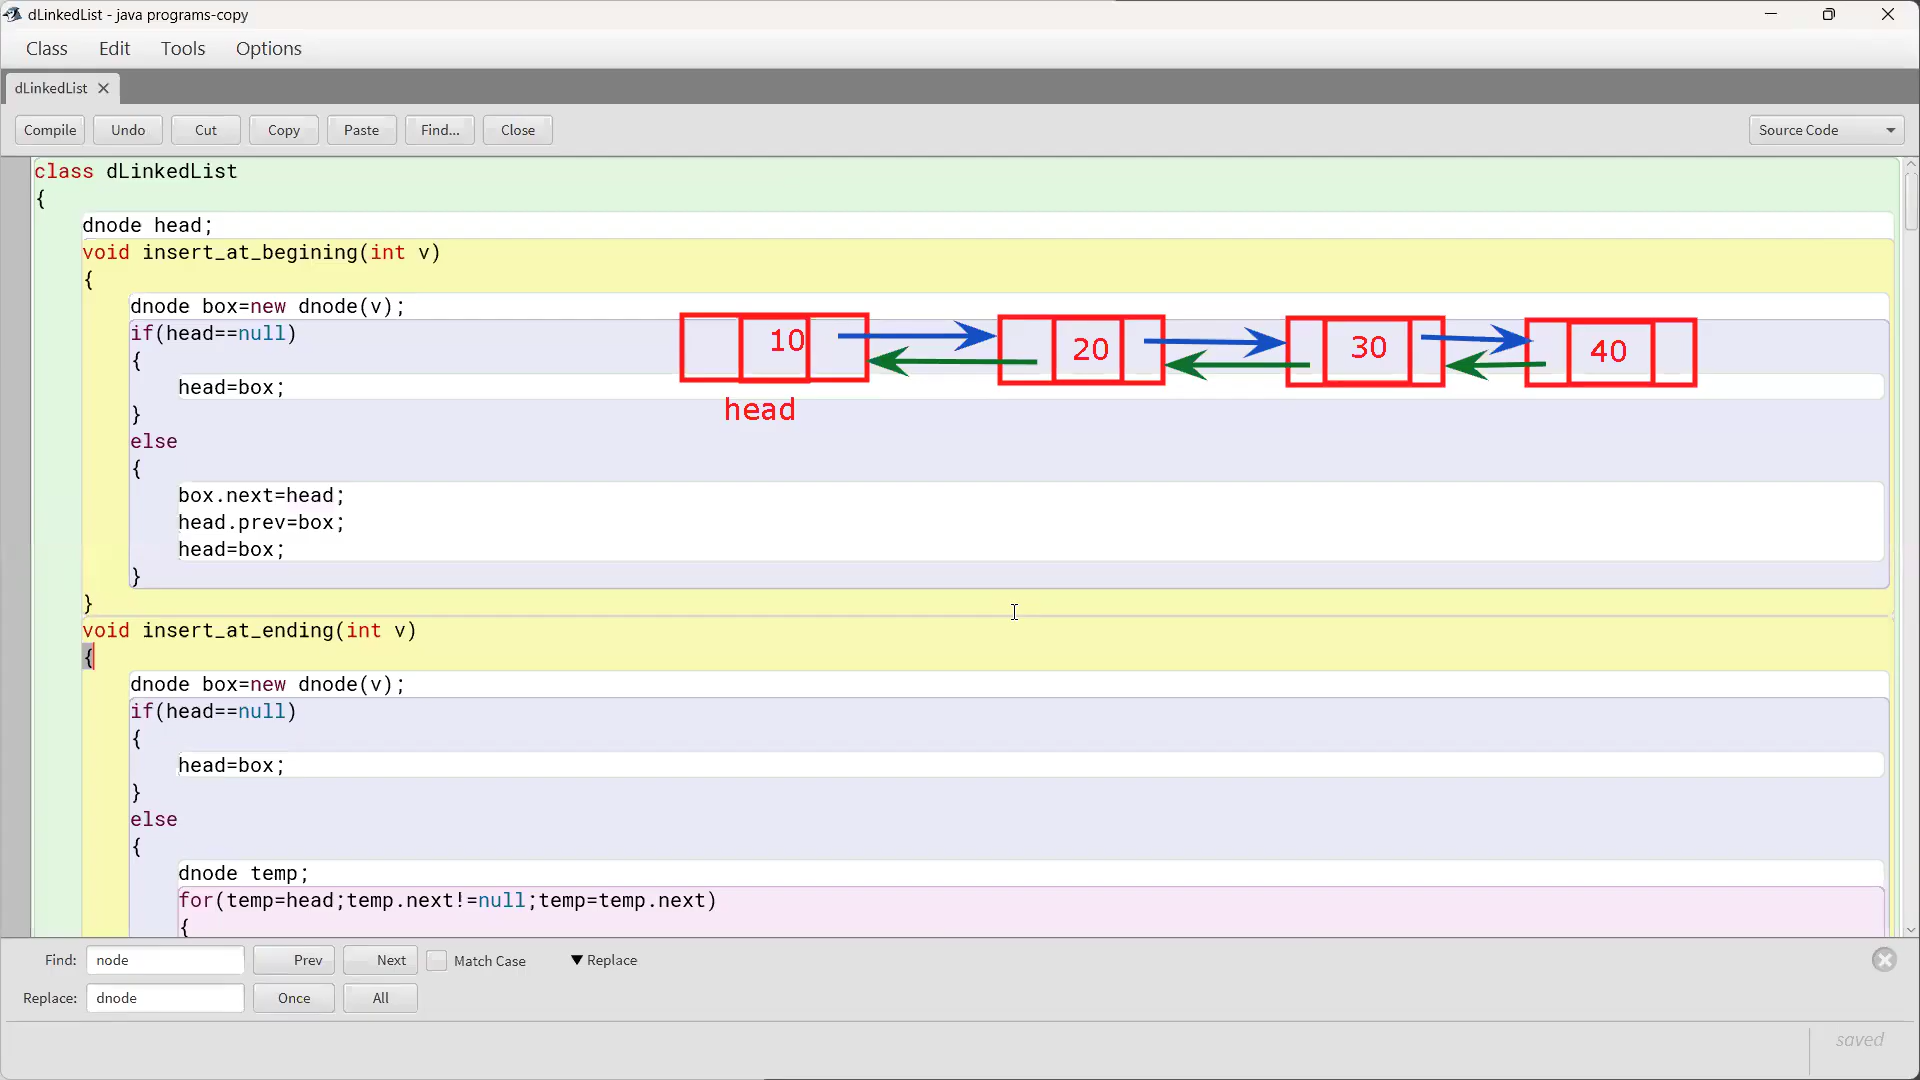 dLinkedList - java programs-copy
Class Edit Tools Options
dLinkedList
Compile Undo Cut Copy Paste Find... Close Source Code
class dLinkedList
{
dnode head;
void insert_at_begining(int v)
{
dnode box=new dnode(v);
if(head==null)
{
10 20 30 40
head=box;
head
}
else
{
box.next=head;
head.prev=box;
head=box;
}
}
void insert_at_ending(int v)
{
dnode box=new dnode(v);
if(head==null)
{
head=box;
}
else
{
dnode temp;
for(temp=head;temp.next!=null;temp=temp.next)
{
Find: node Prev Next Match Case ▼ Replace
Replace: dnode Once All
saved